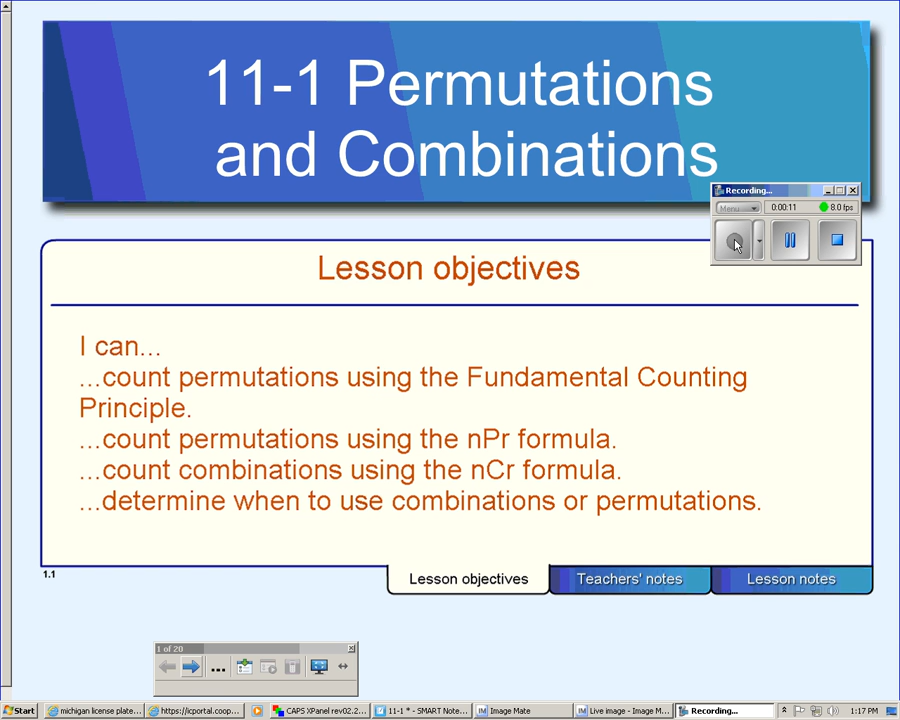 11-1 Permutations
and Combinations
Recording...
Menu
0:00:11
8.0 fps
Lesson objectives
I can...
...count permutations using the Fundamental Counting
Principle.
...count permutations using the nPr formula.
...count combinations using the nCr formula.
...determine when to use combinations or permutations.
1.1
Lesson objectives
Teachers' notes
Lesson notes
1 of 20
Start
michigan license plate...
https://icportal.coop...
CAPS XPanel rev02.2...
11-1 * - SMART Note...
Image Mate
Live image - Image M...
Recording...
1:17 PM